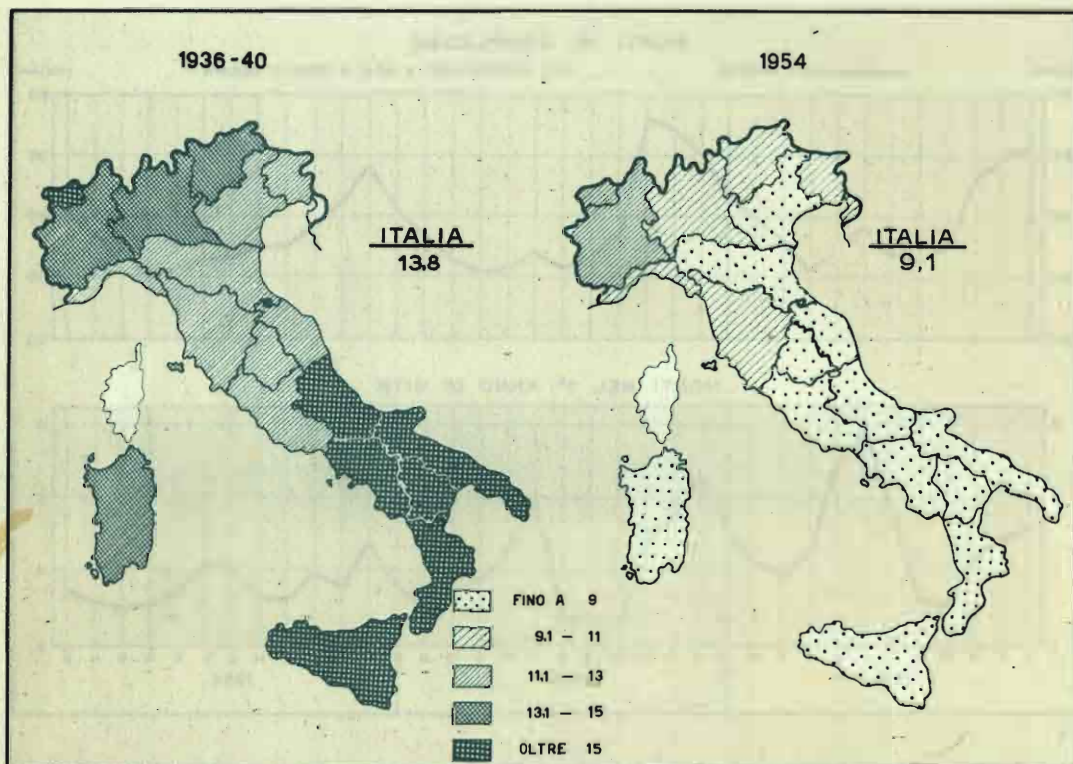 1936-40
1954
ITALIA
13,8
ITALIA
9,1
FINO A 9
9.1 — 11
11.1 — 13
13.1 — 15
OLTRE 15